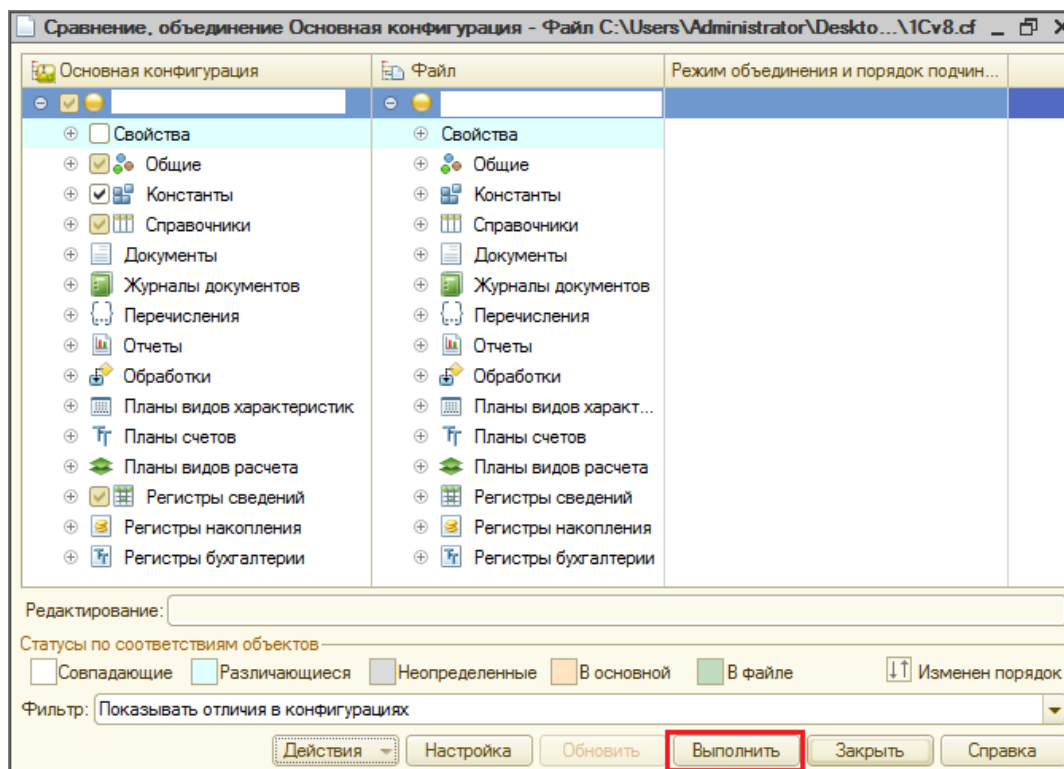 Сравнение, объединение Основная конфигурация - Файл C:\Users\Administrator\Deskto...\1Cv8.cf
Основная конфигурация Файл Режим объединения и порядок подчин...
Свойства Свойства
Общие Общие
Константы Константы
Справочники Справочники
Документы Документы
Журналы документов Журналы документов
Перечисления Перечисления
Отчеты Отчеты
Обработки Обработки
Планы видов характеристик Планы видов характ...
Планы счетов Планы счетов
Планы видов расчета Планы видов расчета
Регистры сведений Регистры сведений
Регистры накопления Регистры накопления
Регистры бухгалтерии Регистры бухгалтерии
Редактирование:
Статусы по соответствиям объектов
Совпадающие Различающиеся Неопределенные В основной В файле Изменен порядок
Фильтр: Показывать отличия в конфигурациях
Действия Настройка Обновить Выполнить Закрыть Справка